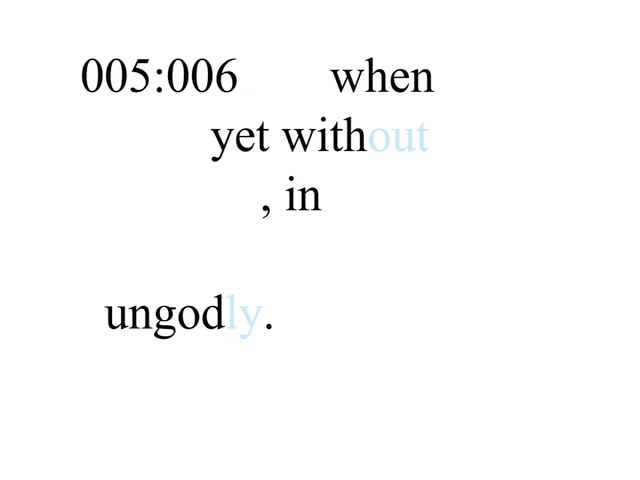 005:006 when
yet without
, in
ungodly.